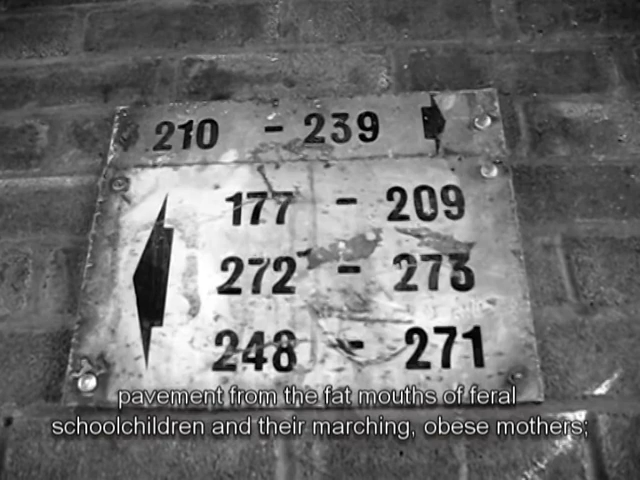 210 - 239
177 - 209
272 - 273
248 - 271
pavement from the fat mouths of feral
schoolchildren and their marching, obese mothers;